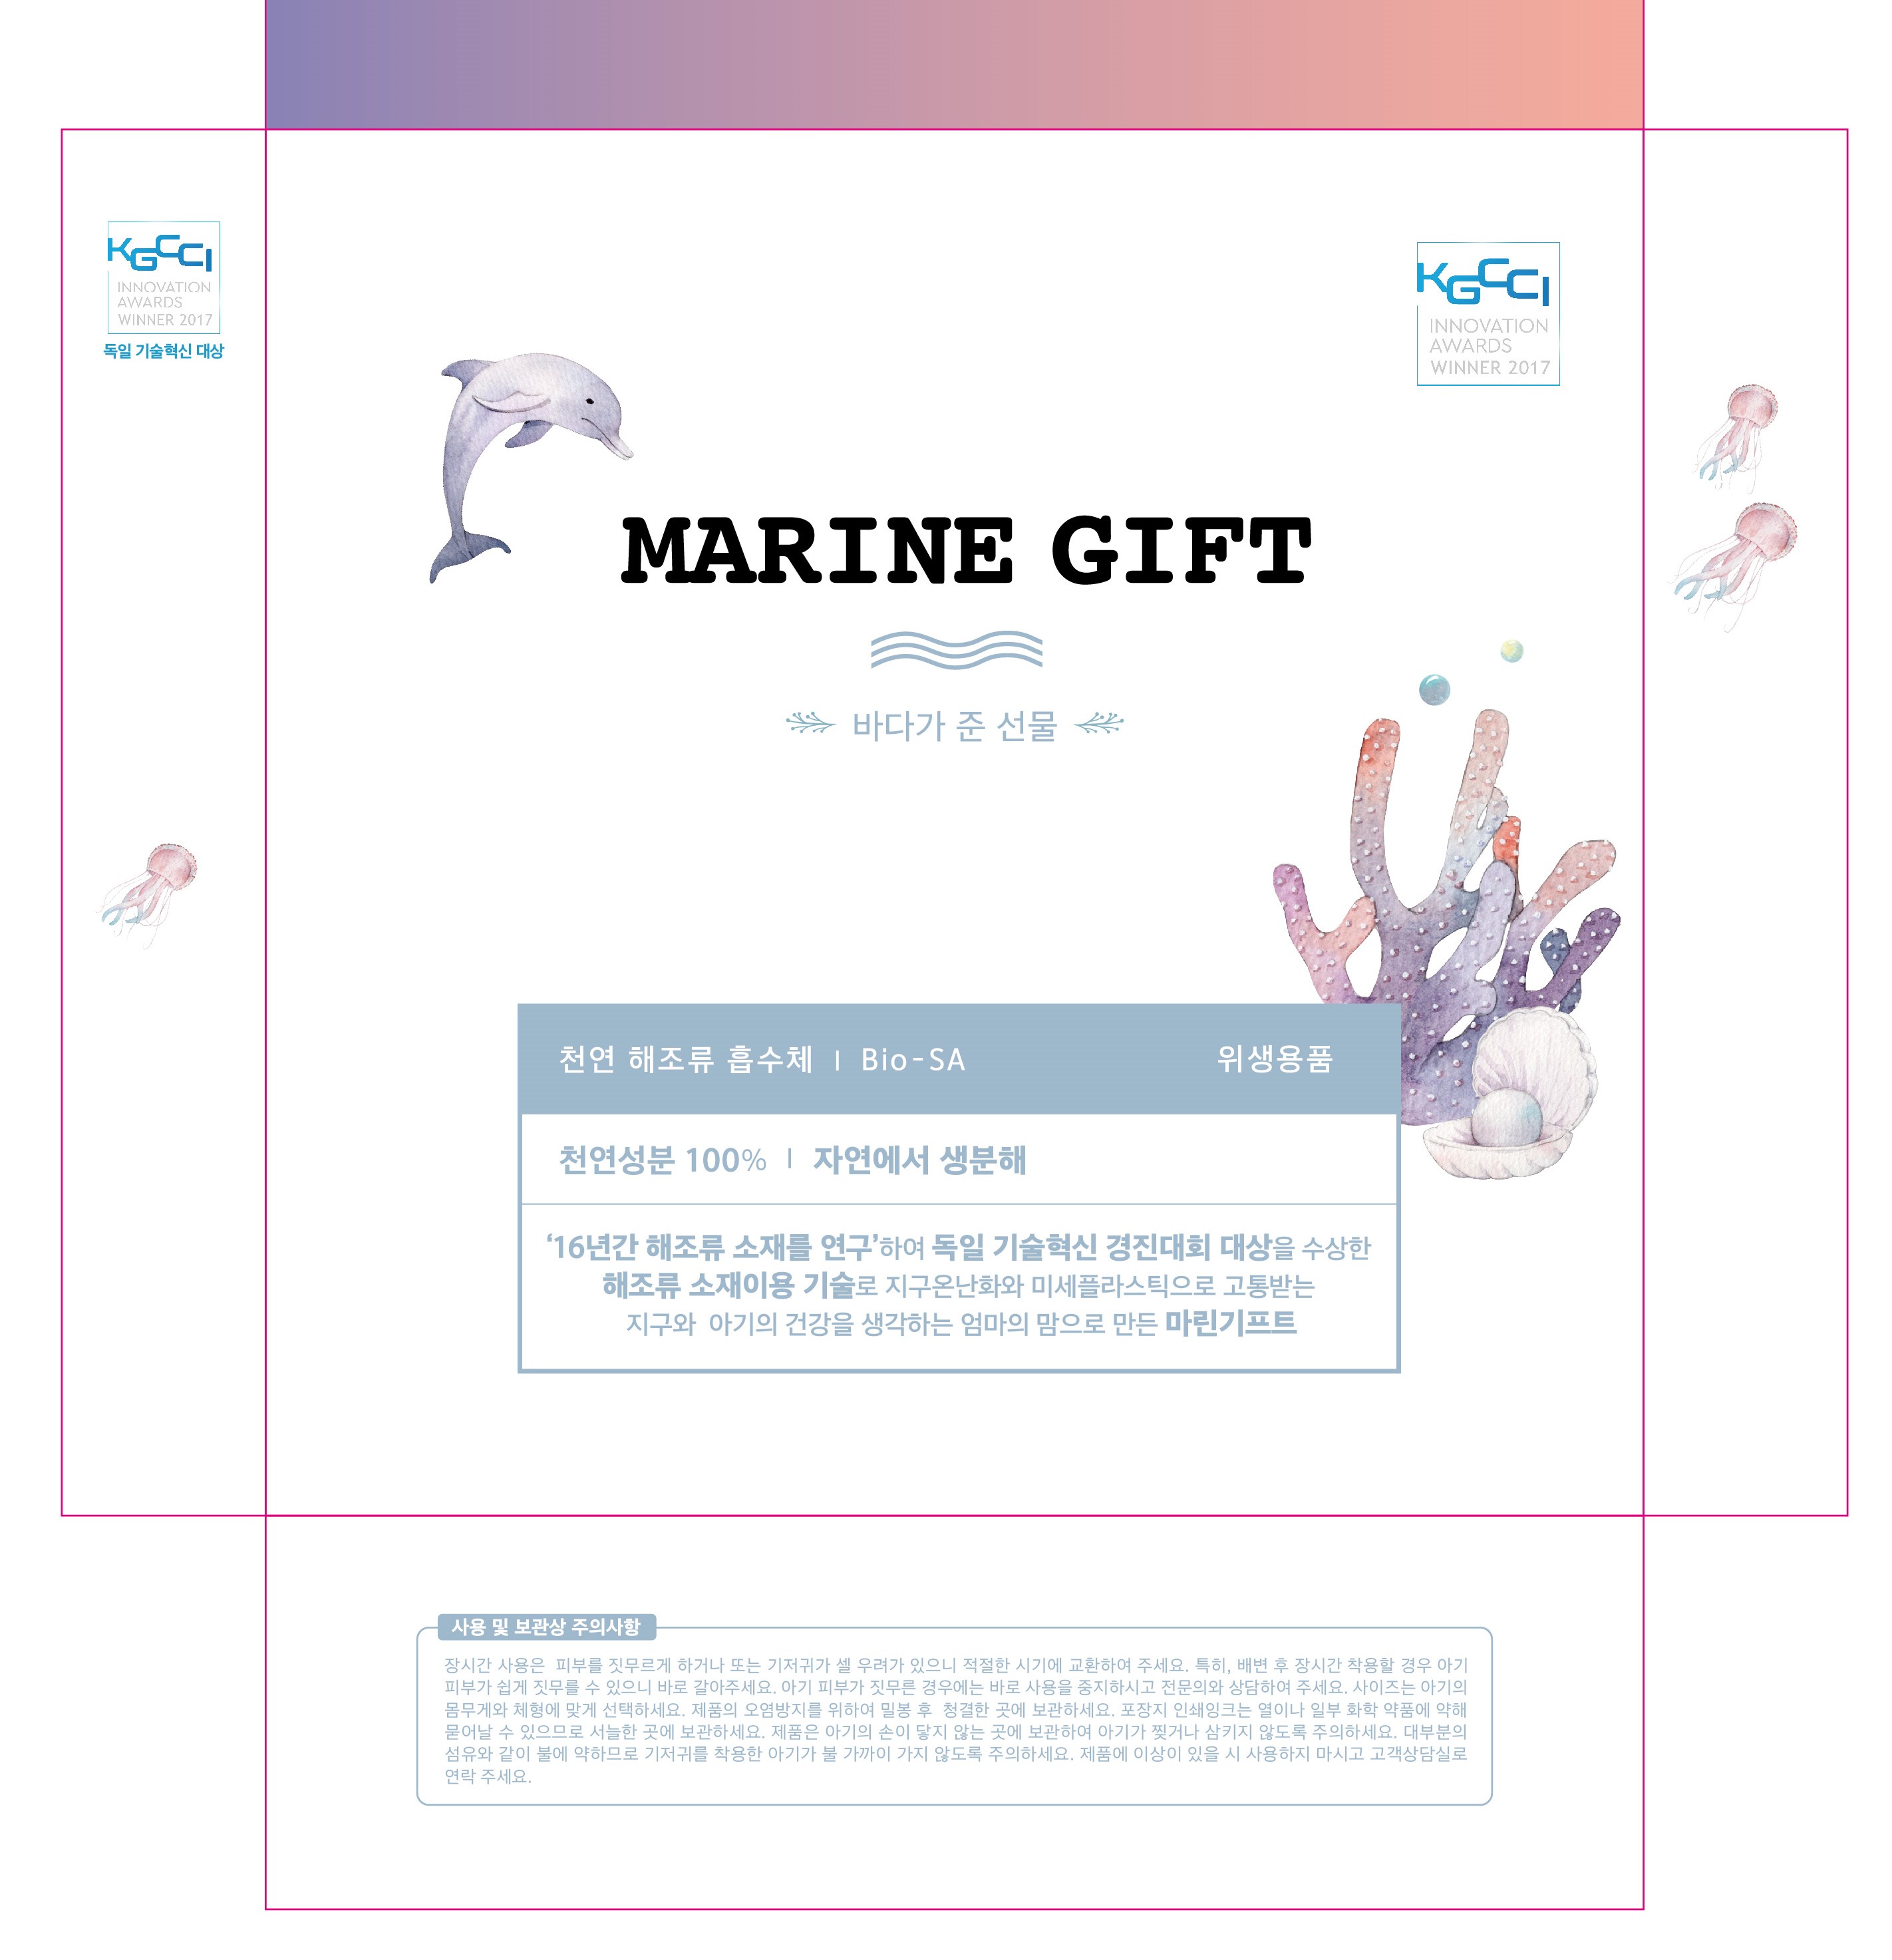 KGCCI
INNOVATION
AWARDS
WINNER 2017
독일 기술혁신 대상
KGCCI
INNOVATION
AWARDS
WINNER 2017
MARINE GIFT
바다가 준 선물
천연 해조류 흡수체 ㅣ Bio-SA 위생용품
천연성분 100% ㅣ 자연에서 생분해
‘16년간 해조류 소재를 연구’하여 독일 기술혁신 경진대회 대상을 수상한
해조류 소재이용 기술로 지구온난화와 미세플라스틱으로 고통받는
지구와 아기의 건강을 생각하는 엄마의 맘으로 만든 마린기프트
사용 및 보관상 주의사항
장시간 사용은 피부를 짓무르게 하거나 또는 기저귀가 셀 우려가 있으니 적절한 시기에 교환하여 주세요. 특히, 배변 후 장시간 착용할 경우 아기
피부가 쉽게 짓무를 수 있으니 바로 갈아주세요. 아기 피부가 짓무른 경우에는 바로 사용을 중지하시고 전문의와 상담하여 주세요. 사이즈는 아기의
몸무게와 체형에 맞게 선택하세요. 제품의 오염방지를 위하여 밀봉 후 청결한 곳에 보관하세요. 포장지 인쇄잉크는 열이나 일부 화학 약품에 약해
묻어날 수 있으므로 서늘한 곳에 보관하세요. 제품은 아기의 손이 닿지 않는 곳에 보관하여 아기가 찢거나 삼키지 않도록 주의하세요. 대부분의
섬유와 같이 불에 약하므로 기저귀를 착용한 아기가 불 가까이 가지 않도록 주의하세요. 제품에 이상이 있을 시 사용하지 마시고 고객상담실로
연락 주세요.